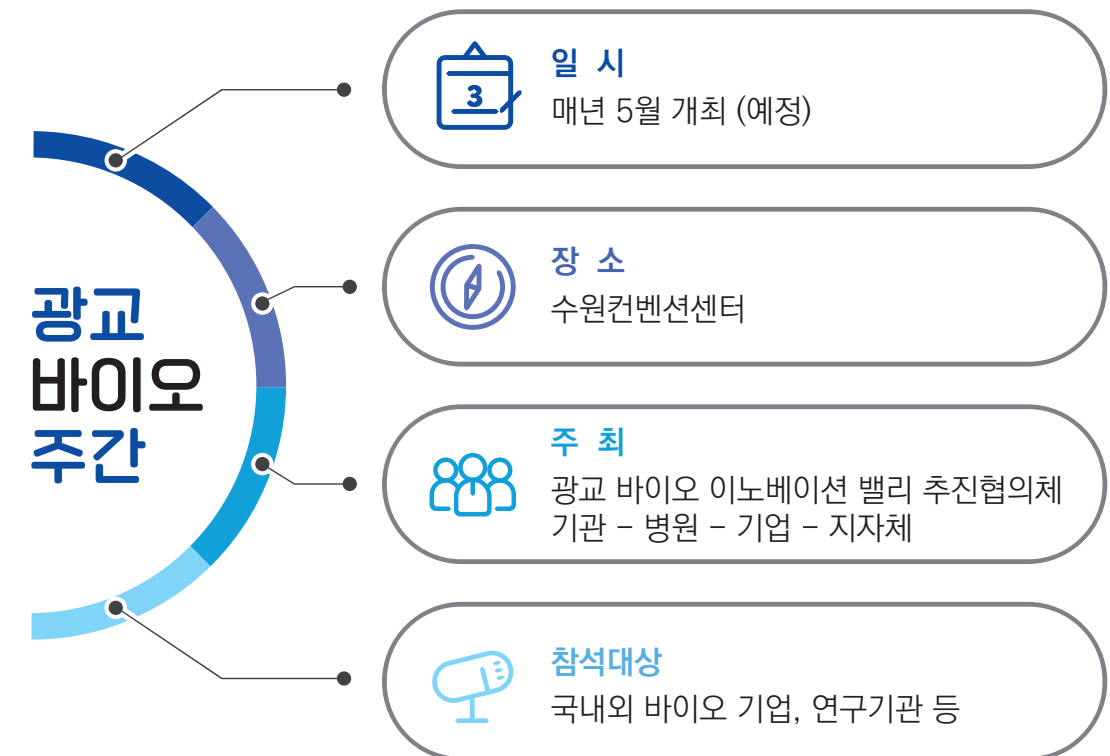 광교
바이오
주간
일 시
3
매년 5월 개최 (예정)
장 소
수원컨벤션센터
주 최
광교 바이오 이노베이션 밸리 추진협의체
기관 - 병원 - 기업 - 지자체
참석대상
국내외 바이오 기업, 연구기관 등